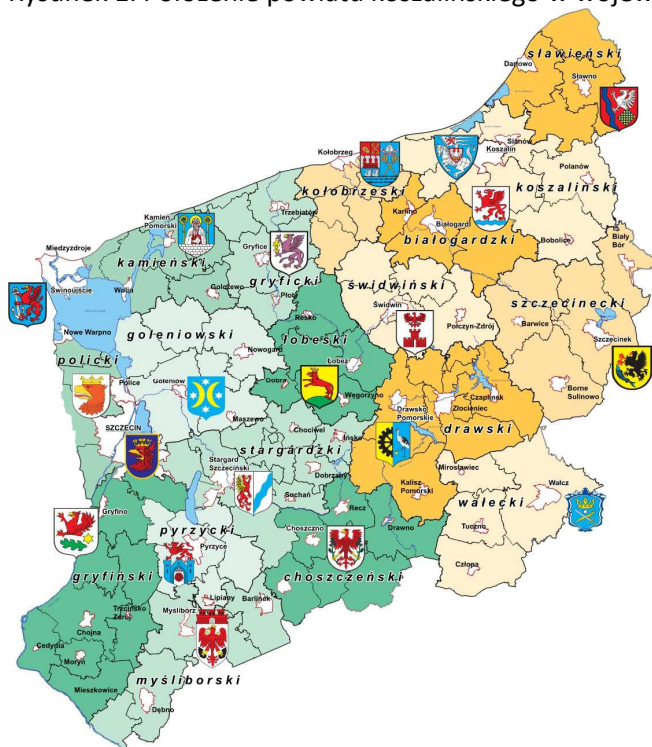 Rysunek 2. Położenie powiatu koszalińskiego w wojew
sławieński
Darłowo
Sławno
Sianów
Koszalin
Kołobrzeg
Polanów
kołobrzeski
koszaliński
Trzebiatów
Karlino
Białogard
Kamień
Pomorski
Gryfice
białogardzki
Bobolice
Biały
Bór
Międzyzdroje
kamieński
gryficki
Golczewo
Płoty
świdwiński
Świnoujście
Wolin
szczecinecki
Świdwin
Połczyn-Zdrój
Resko
Barwice
Szczecinek
Nowe Warpno
goleniowski
łobeski
policki
Nowogard
Łobez
Police
Goleniów
Dobra
Węgorzyno
Czaplinek
Borne
Sulinowo
Drawsko
Pomorskie
Złocieniec
Maszewo
Chociwel
drawski
SZCZECIN
Ińsko
stargardzki
Mirosławiec
Stargard
Szczeciński
Dobrzany
Kalisz
Pomorski
Wałcz
Suchań
wałecki
Gryfino
Recz
Drawno
Tuczno
pyrzycki
Choszczno
Pyrzyce
Człopa
gryfiński
choszczeński
Lipiany
Barlinek
Trzcińsko
Zdrój
Myślibórz
Chojna
Cedynia
Moryń
Mieszkowice
myśliborski
Dębno